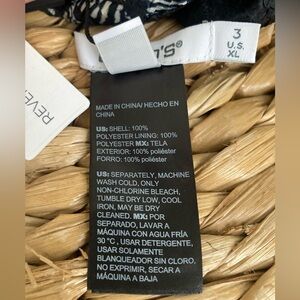 'S®
3
U.S.
XL
REVE
MADE IN CHINA/ HECHO EN
CHINA
US: SHELL: 100%
POLYESTER LINING: 100%
POLYESTER MX: TELA
EXTERIOR: 100% poliéster
FORRO: 100% poliéster
US: SEPARATELY, MACHINE
WASH COLD, ONLY
NON-CHLORINE BLEACH,
TUMBLE DRY LOW, COOL
IRON, MAY BE DRY
CLEANED. MX: POR
SEPARADO, LAVAR A
MÁQUINA CON AGUA FRÍA
30°C, USAR DETERGENTE,
USAR SOLAMENTE
BLANQUEADOR SIN CLORO,
NO EXPRIMIR, SECAR A
MÁQUINA A BAJA